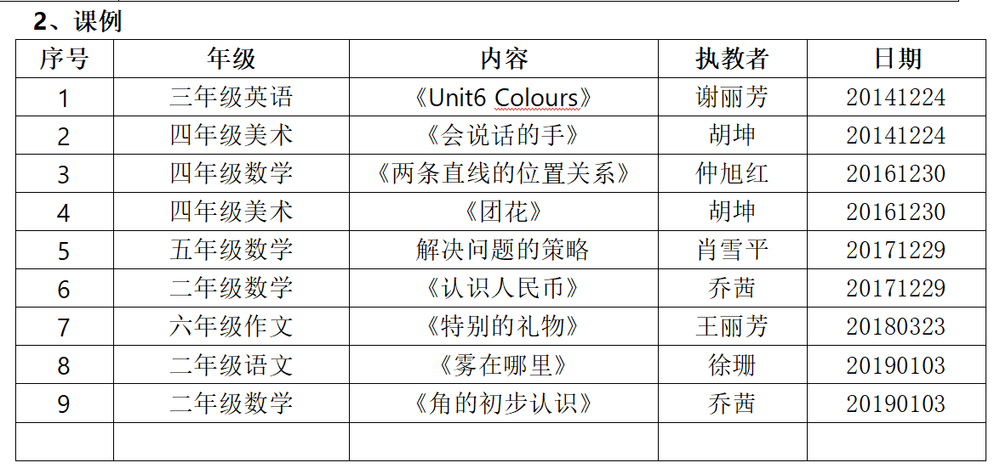 2、课例
序号 年级 内容 执教者 日期
1 三年级英语 《Unit6 Colours》 谢丽芳 20141224
2 四年级美术 《会说话的手》 胡坤 20141224
3 四年级数学 《两条直线的位置关系》 仲旭红 20161230
4 四年级美术 《团花》 胡坤 20161230
5 五年级数学 解决问题的策略 肖雪平 20171229
6 二年级数学 《认识人民币》 乔茜 20171229
7 六年级作文 《特别的礼物》 王丽芳 20180323
8 二年级语文 《雾在哪里》 徐珊 20190103
9 二年级数学 《角的初步认识》 乔茜 20190103